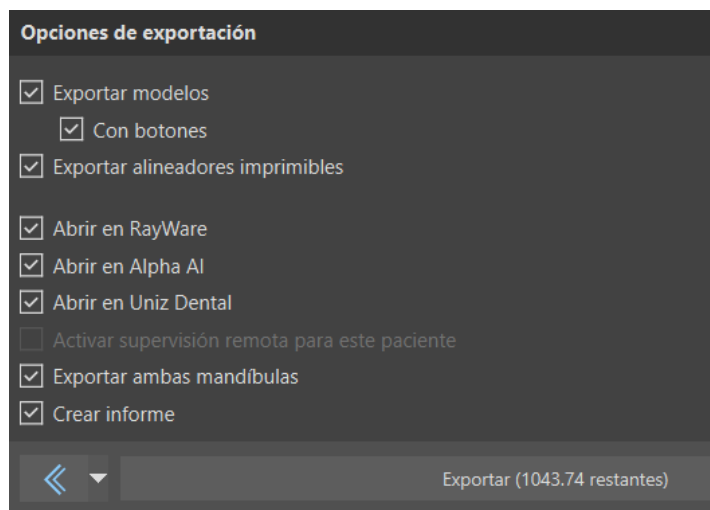 Opciones de exportación
Exportar modelos
Con botones
Exportar alineadores imprimibles
Abrir en RayWare
Abrir en Alpha AI
Abrir en Uniz Dental
Activar supervisión remota para este paciente
Exportar ambas mandíbulas
Crear informe
Exportar (1043.74 restantes)